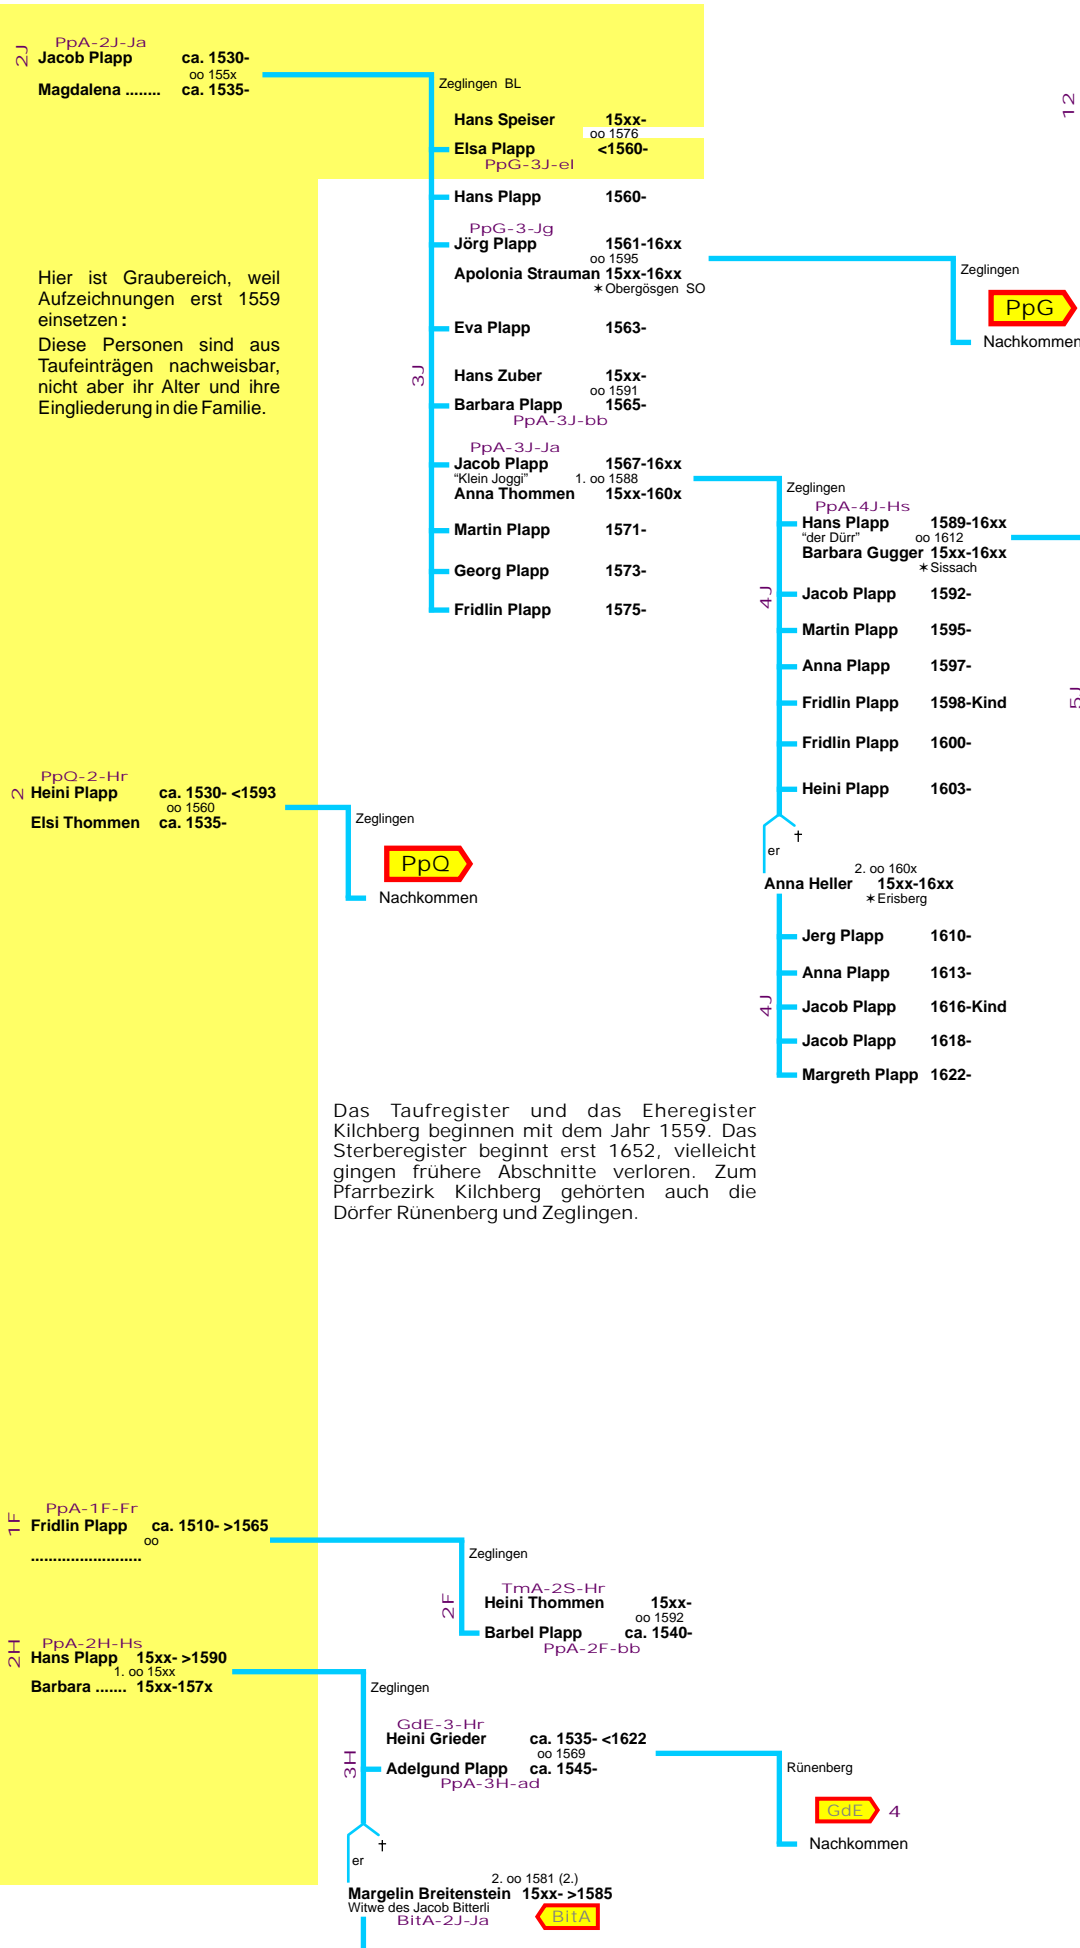 2J
PpA-2J-Ja
Jacob Plapp ca. 1530-
oo 155x
Magdalena ........ ca. 1535-
Zeglingen BL
Hans Speiser 15xx-
oo 1576
Elsa Plapp <1560-
PpG-3J-el
12
Hans Plapp 1560-
PpG-3-Jg
Jörg Plapp 1561-16xx
oo 1595
Apolonia Strauman 15xx-16xx
✶Obergösgen SO
Zeglingen
PpG
Nachkommen
Hier ist Graubereich, weil
Aufzeichnungen erst 1559
einsetzen :
Diese Personen sind aus
Taufeinträgen nachweisbar,
nicht aber ihr Alter und ihre
Eingliederung in die Familie.
Eva Plapp 1563-
3J
Hans Zuber 15xx-
oo 1591
Barbara Plapp 1565-
PpA-3J-bb
PpA-3J-Ja
Jacob Plapp 1567-16xx
“Klein Joggi” 1. oo 1588
Anna Thommen 15xx-160x
Martin Plapp 1571-
Georg Plapp 1573-
Fridlin Plapp 1575-
Zeglingen
PpA-4J-Hs
Hans Plapp 1589-16xx
“der Dürr” oo 1612
Barbara Gugger 15xx-16xx
✶Sissach
4J
Jacob Plapp 1592-
Martin Plapp 1595-
Anna Plapp 1597-
Fridlin Plapp 1598-Kind
5J
Fridlin Plapp 1600-
Heini Plapp 1603-
†
er
2. oo 160x
Anna Heller 15xx-16xx
✶Erisberg
Jerg Plapp 1610-
Anna Plapp 1613-
4J
Jacob Plapp 1616-Kind
Jacob Plapp 1618-
Margreth Plapp 1622-
PpQ-2-Hr
2 Heini Plapp ca. 1530- <1593
oo 1560
Elsi Thommen ca. 1535-
Zeglingen
PpQ
Nachkommen
Das Taufregister und das Eheregister
Kilchberg beginnen mit dem Jahr 1559. Das
Sterberegister beginnt erst 1652, vielleicht
gingen frühere Abschnitte verloren. Zum
Pfarrbezirk Kilchberg gehörten auch die
Dörfer Rünenberg und Zeglingen.
1F
PpA-1F-Fr
Fridlin Plapp ca. 1510- >1565
oo
.........................
Zeglingen
2F
TmA-2S-Hr
Heini Thommen 15xx-
oo 1592
Barbel Plapp ca. 1540-
PpA-2F-bb
2H
PpA-2H-Hs
Hans Plapp 15xx- >1590
1. oo 15xx
Barbara ....... 15xx-157x
Zeglingen
3H
GdE-3-Hr
Heini Grieder ca. 1535- <1622
oo 1569
Adelgund Plapp ca. 1545-
PpA-3H-ad
Rünenberg
GdE 4
Nachkommen
†
er
2. oo 1581 (2.)
Margelin Breitenstein 15xx- >1585
Witwe des Jacob Bitterli
BitA-2J-Ja
BitA